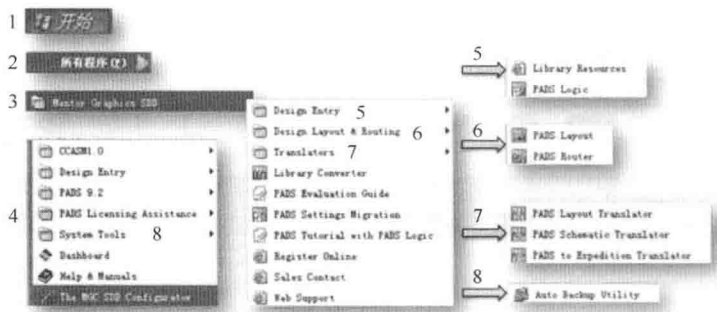 1 开始
2 所有程序(P)
3 Mentor Graphics SDD
4
CCASM1.0
Design Entry
PADS 9.2
PADS Licensing Assistance
System Tools 8
Dashboard
Help & Manuals
The MGC SDD Configurator
Design Entry 5
Design Layout & Routing 6
Translators 7
Library Converter
PADS Evaluation Guide
PADS Settings Migration
PADS Tutorial with PADS Logic
Register Online
Sales Contact
Web Support
5
Library Resources
PADS Logic
6
PADS Layout
PADS Router
7
PADS Layout Translator
PADS Schematic Translator
PADS to Expedition Translator
8
Auto Backup Utility